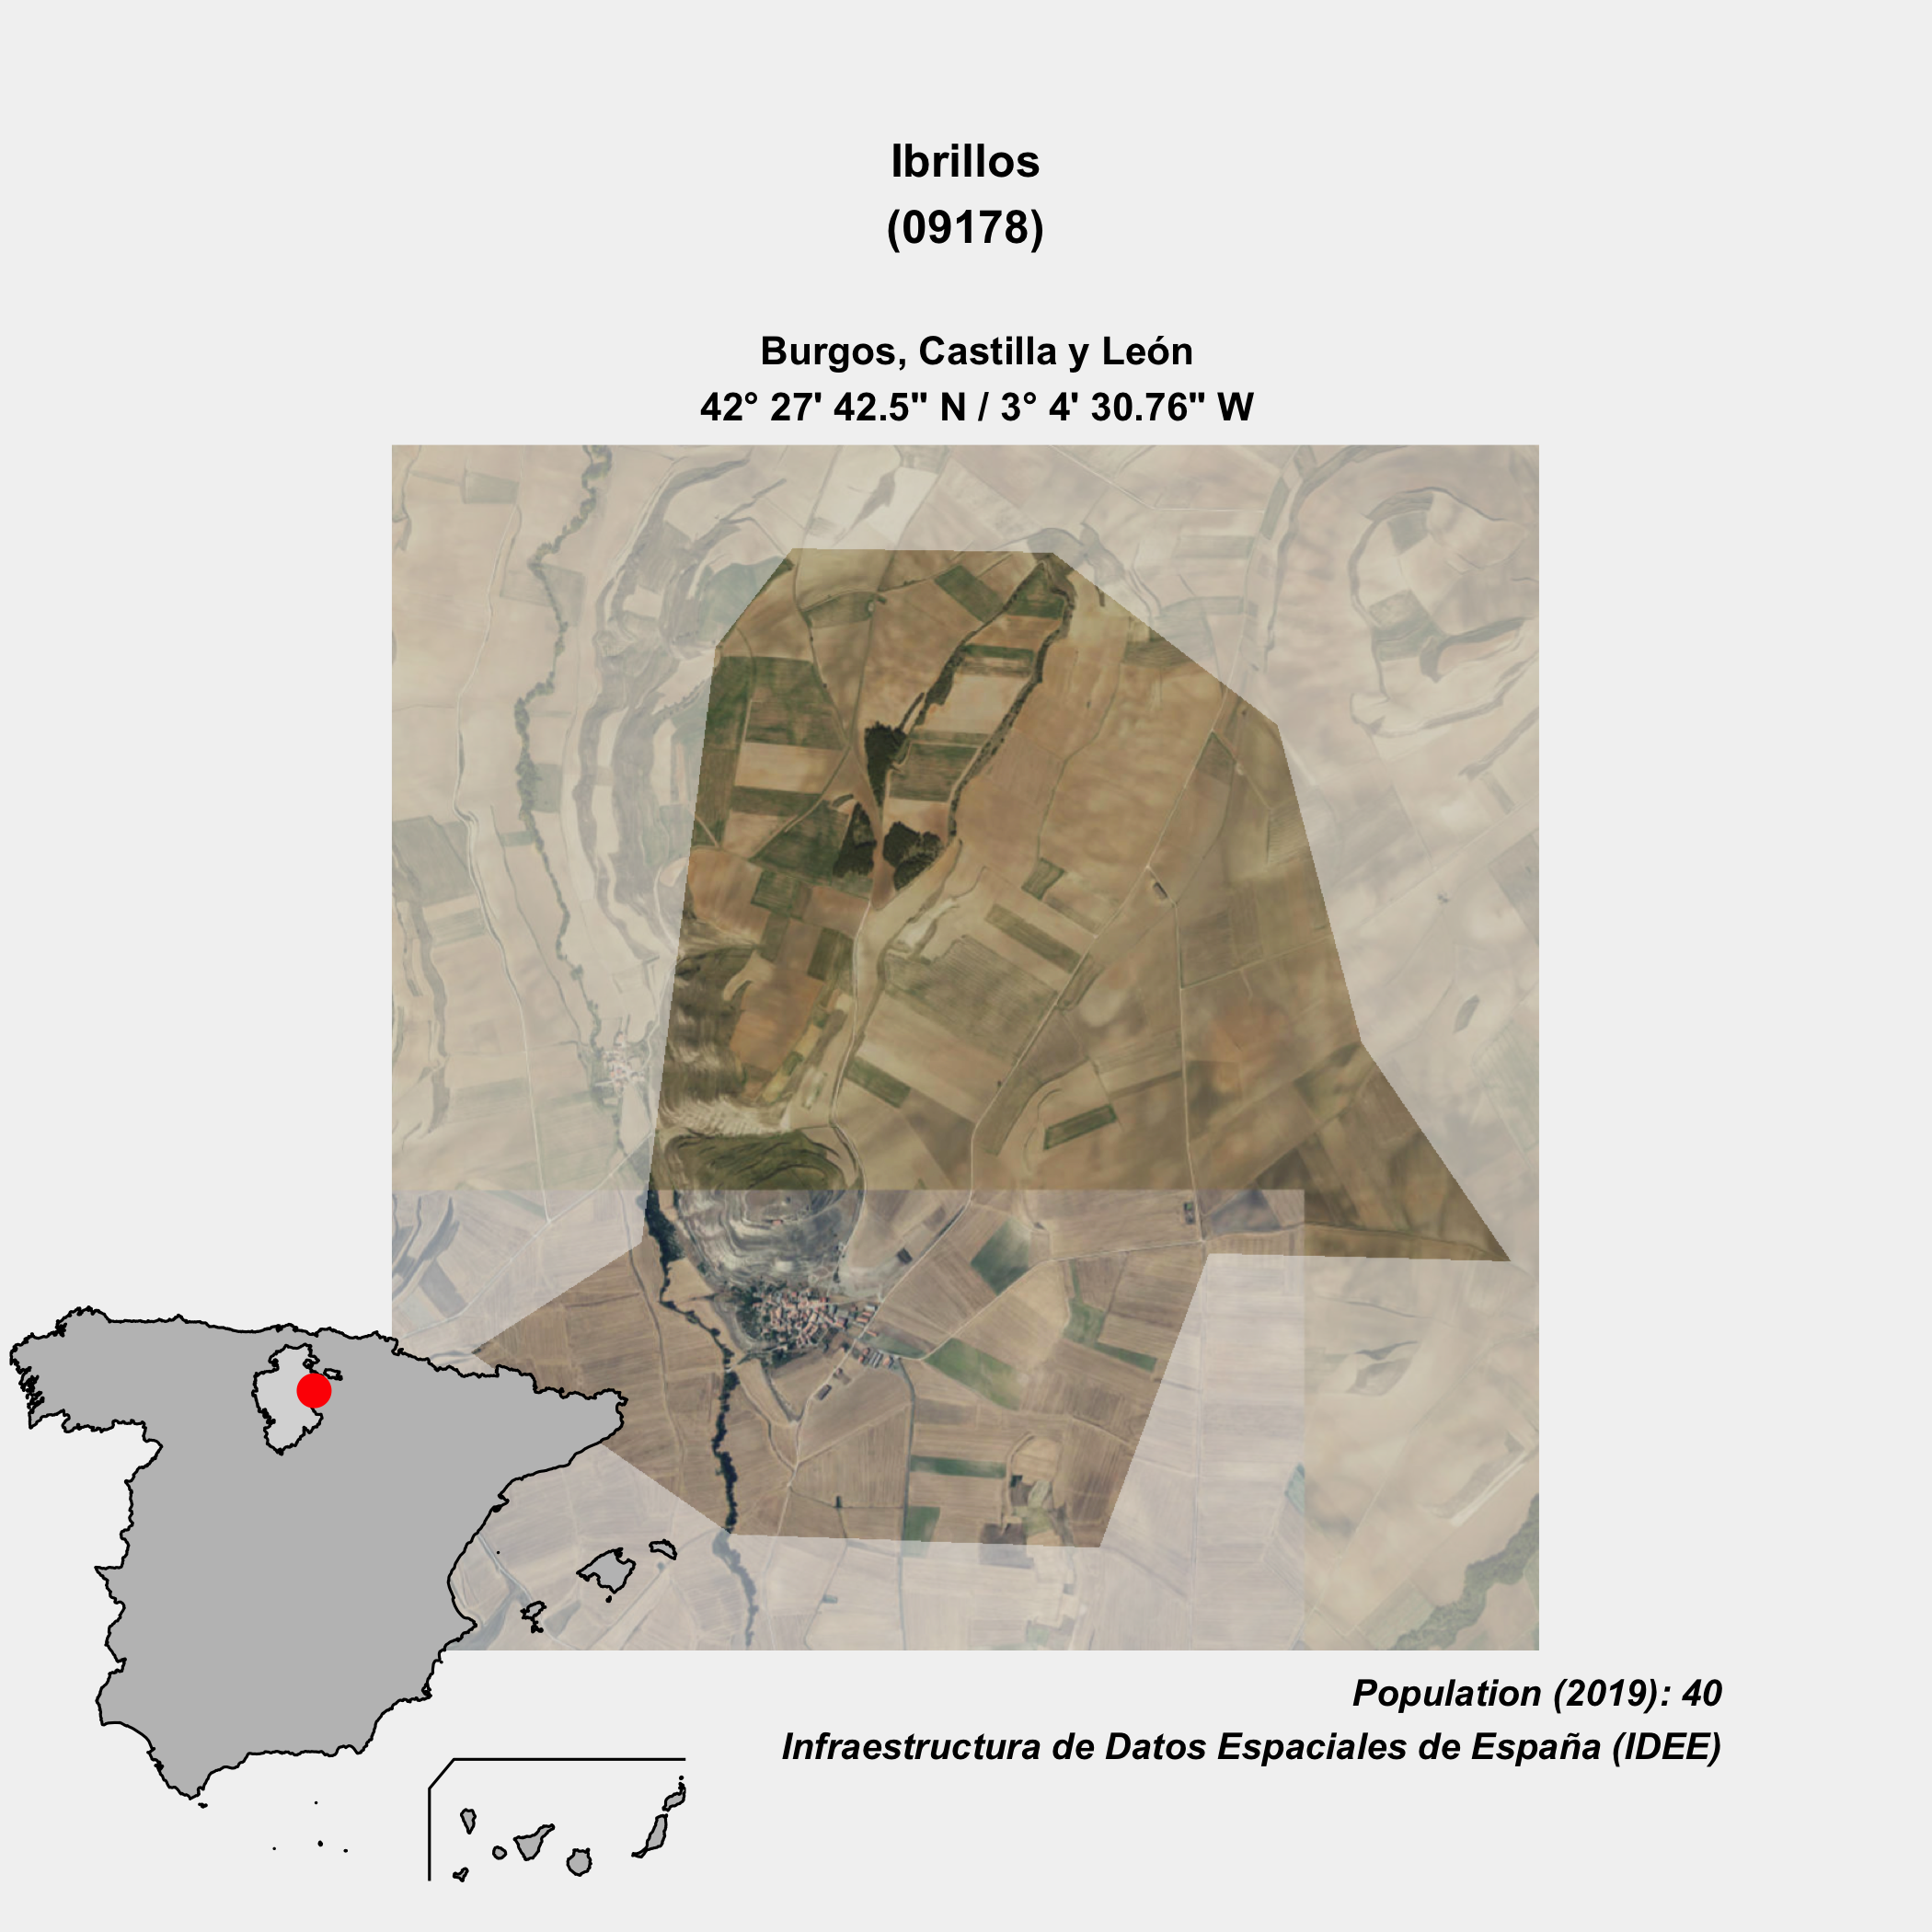 Ibrillos
(09178)
Burgos, Castilla y León
42° 27' 42.5" N / 3° 4' 30.76" W
Population (2019): 40
Infraestructura de Datos Espaciales de España (IDEE)